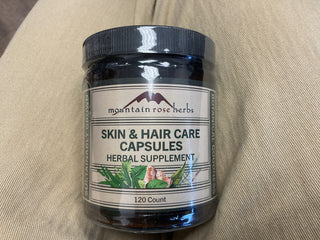 mountain rose herbs
SKIN & HAIR CARE
CAPSULES
HERBAL SUPPLEMENT
120 Count